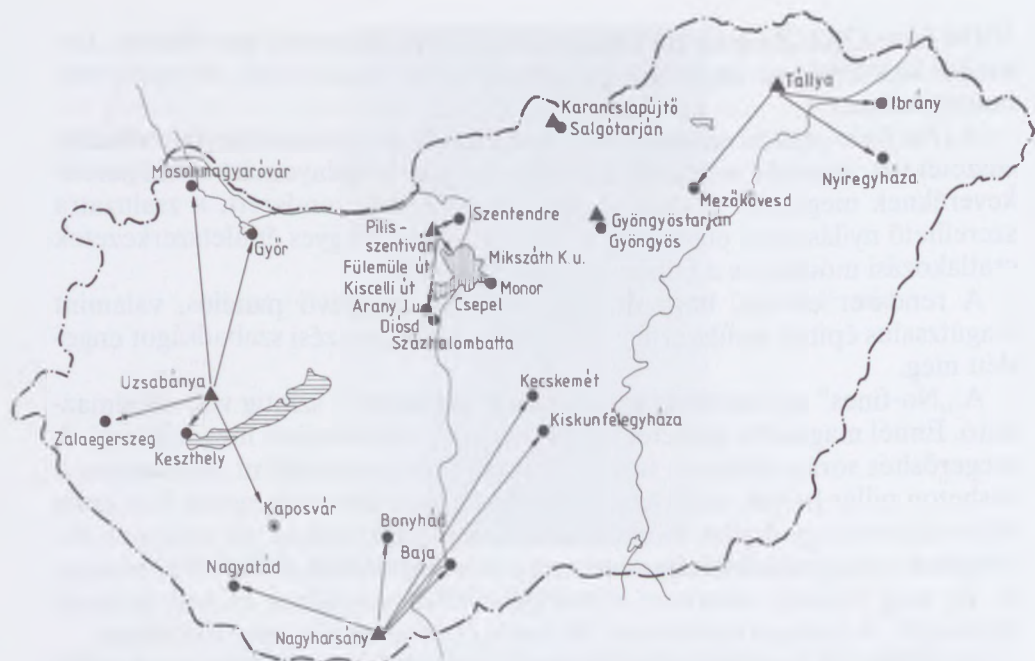 Tállya
Ibrány
Karancslapújtő
Salgótarján
Nyíregyháza
Mosonmagyaróvár
Mezőkövesd
Szentendre
Gyöngyöstarján
Gyöngyös
Pilis-
szentiván
Győr
Mikszáth K u.
Fülemüle út
Kiscelli út
Monor
Arany J.u.
Csepel
Diósd
Százhalombatta
Uzsabánya
Kecskemét
Kiskunfélegyháza
Zalaegerszeg
Keszthely
Kaposvár
Bonyhád
Baja
Nagyatád
Nagyharsány